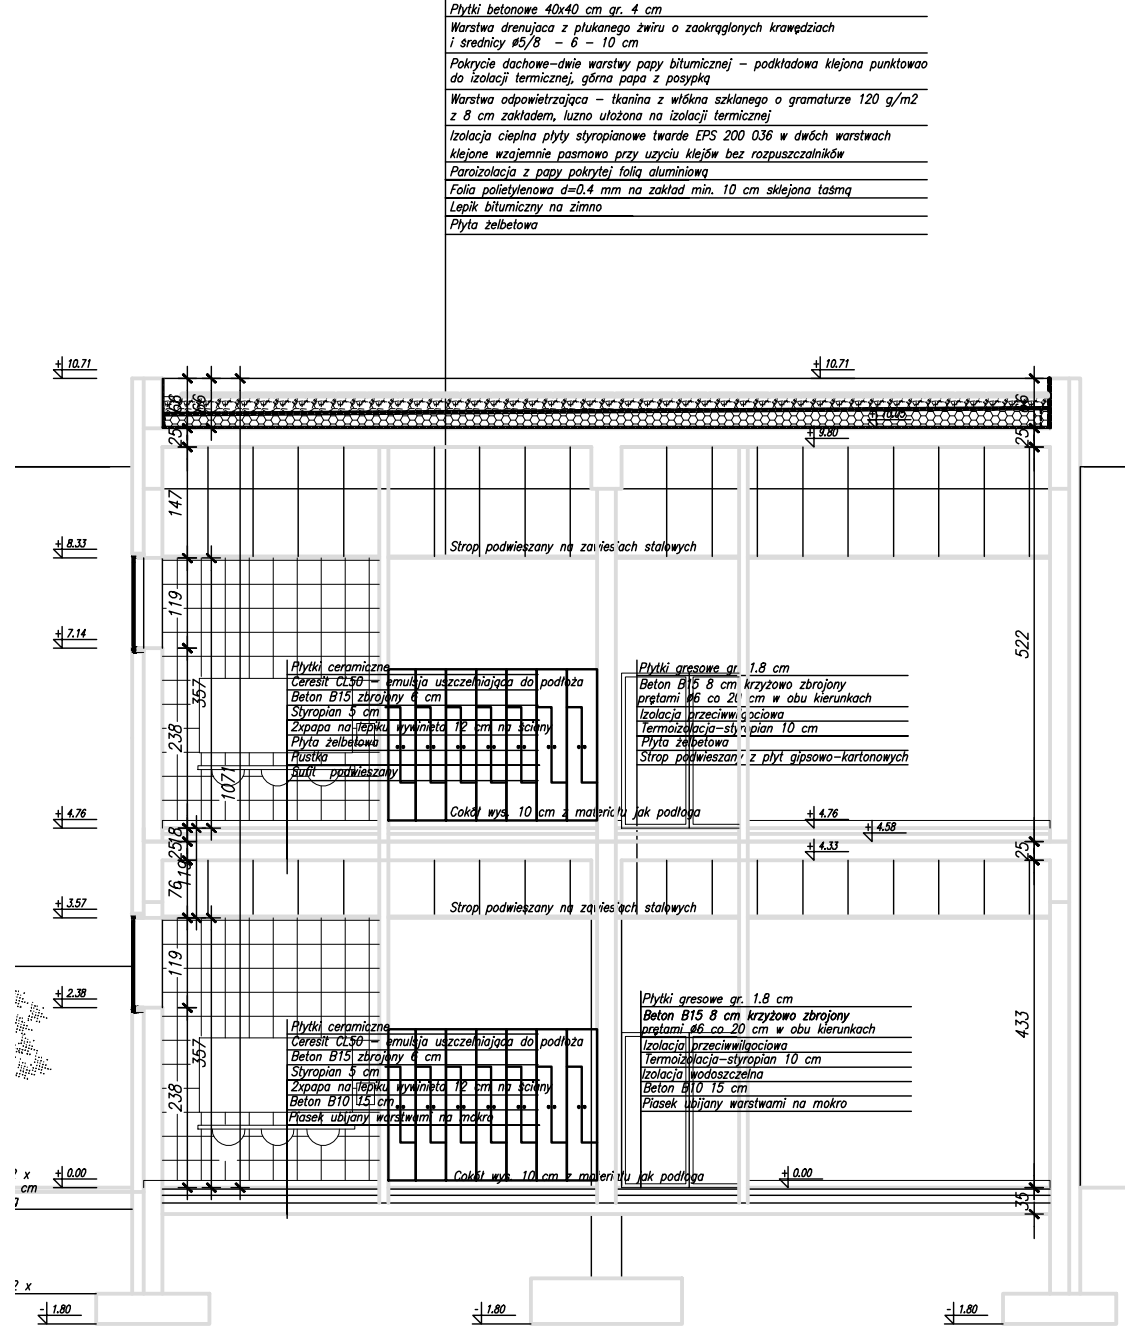 Płytki betonowe 40x40 cm gr. 4 cm
Warstwa drenujaca z płukanego żwiru o zaokrąglonych krawędziach
i średnicy ø5/8 – 6 – 10 cm
Pokrycie dachowe–dwie warstwy papy bitumicznej – podkładowa klejona punktowao
do izolacji termicznej, górna papa z posypką
Warstwa odpowietrzająca – tkanina z włókna szklanego o gramaturze 120 g/m2
z 8 cm zakładem, luzno ułożona na izolacji termicznej
Izolacja cieplna płyty styropianowe twarde EPS 200 036 w dwóch warstwach
klejone wzajemnie pasmowo przy uzyciu klejów bez rozpuszczalników
Paroizolacja z papy pokrytej folią aluminiową
Folia polietylenowa d=0.4 mm na zakład min. 10 cm sklejona taśmą
Lepik bitumiczny na zimno
Płyta żelbetowa
+ 10.71
+ 10.71
66
66
+ 10.05
25
+ 9.80
25
147
+ 8.33
Strop podwieszany na zawiesiach stalowych
119
+ 7.14
522
357
238
1071
Płytki ceramiczne
Ceresit CL50 – emulsja uszczelniająca do podłoża
Beton B15 zbrojony 6 cm
Styropian 5 cm
2xpapa na lepiku wywinieta 12 cm na ściany
Płyta żelbetowa
Pustka
Sufit podwieszany
Płytki gresowe gr. 1.8 cm
Beton B15 8 cm krzyżowo zbrojony
prętami ø6 co 20 cm w obu kierunkach
Izolacja przeciwwilgociowa
Termoizolacja–styropian 10 cm
Płyta żelbetowa
Strop podwieszany z płyt gipsowo–kartonowych
+ 4.76
Cokół wys. 10 cm z materiału jak podłoga
+ 4.76
+ 4.58
18
25
+ 4.33
25
76
119
+ 3.57
Strop podwieszany na zawiesiach stalowych
119
+ 2.38
433
357
238
Płytki ceramiczne
Ceresit CL50 – emulsja uszczelniająca do podłoża
Beton B15 zbrojony 6 cm
Styropian 5 cm
2xpapa na lepiku wywinieta 12 cm na ściany
Beton B10 15 cm
Piasek ubijany warstwami na mokro
Płytki gresowe gr. 1.8 cm
Beton B15 8 cm krzyżowo zbrojony
prętami ø6 co 20 cm w obu kierunkach
Izolacja przeciwwilgociowa
Termoizolacja–styropian 10 cm
Izolacja wodoszczelna
Beton B10 15 cm
Piasek ubijany warstwami na mokro
x
cm
+ 0.00
Cokół wys. 10 cm z materiału jak podłoga
+ 0.00
35
2 x
- 1.80
- 1.80
- 1.80